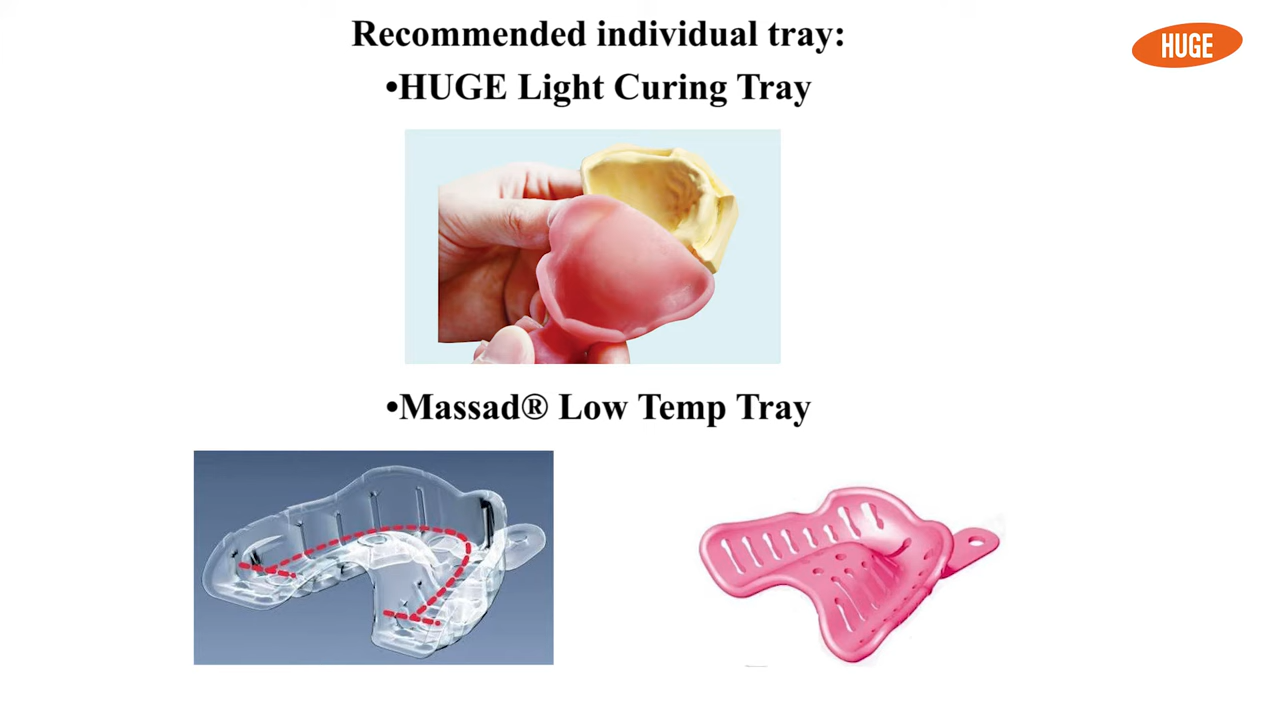 Recommended individual tray:
HUGE
•HUGE Light Curing Tray
•Massad® Low Temp Tray